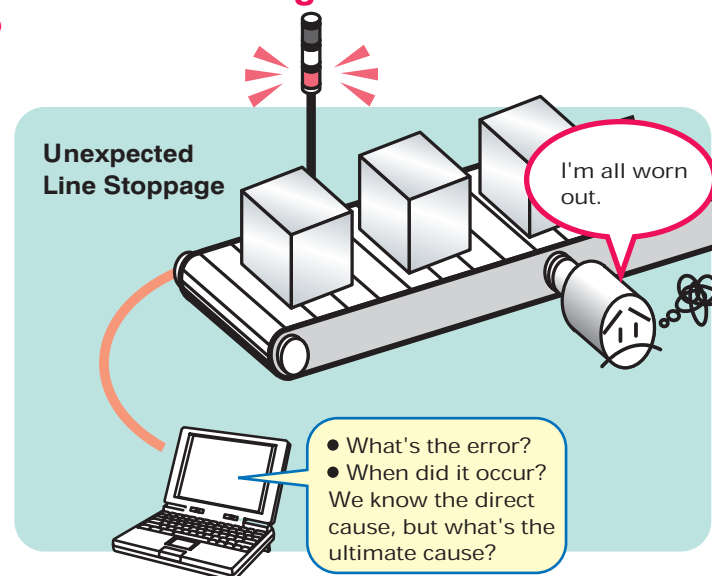 Unexpected
Line Stoppage
I'm all worn
out.
● What's the error?
● When did it occur?
We know the direct
cause, but what's the
ultimate cause?